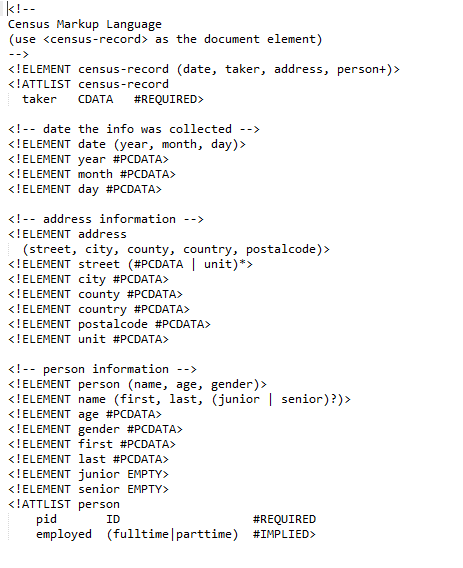 <!--
Census Markup Language
(use <census-record> as the document element)
-->
<!ELEMENT census-record (date, taker, address, person+)>
<!ATTLIST census-record
  taker   CDATA   #REQUIRED>

<!-- date the info was collected -->
<!ELEMENT date (year, month, day)>
<!ELEMENT year #PCDATA>
<!ELEMENT month #PCDATA>
<!ELEMENT day #PCDATA>

<!-- address information -->
<!ELEMENT address
  (street, city, county, country, postalcode)>
<!ELEMENT street (#PCDATA | unit)*>
<!ELEMENT city #PCDATA>
<!ELEMENT county #PCDATA>
<!ELEMENT country #PCDATA>
<!ELEMENT postalcode #PCDATA>
<!ELEMENT unit #PCDATA>

<!-- person information -->
<!ELEMENT person (name, age, gender)>
<!ELEMENT name (first, last, (junior | senior)?)>
<!ELEMENT age #PCDATA>
<!ELEMENT gender #PCDATA>
<!ELEMENT first #PCDATA>
<!ELEMENT last #PCDATA>
<!ELEMENT junior EMPTY>
<!ELEMENT senior EMPTY>
<!ATTLIST person
    pid       ID                   #REQUIRED
    employed  (fulltime|parttime)  #IMPLIED>